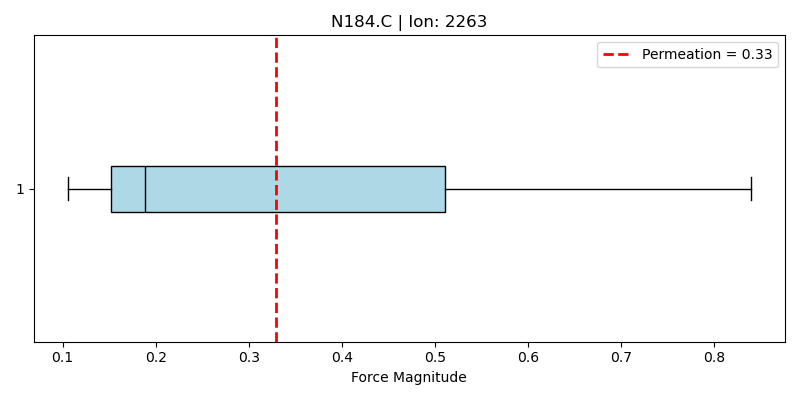 N184.C | Ion: 2263
Permeation = 0.33
1
0.1 0.2 0.3 0.4 0.5 0.6 0.7 0.8
Force Magnitude